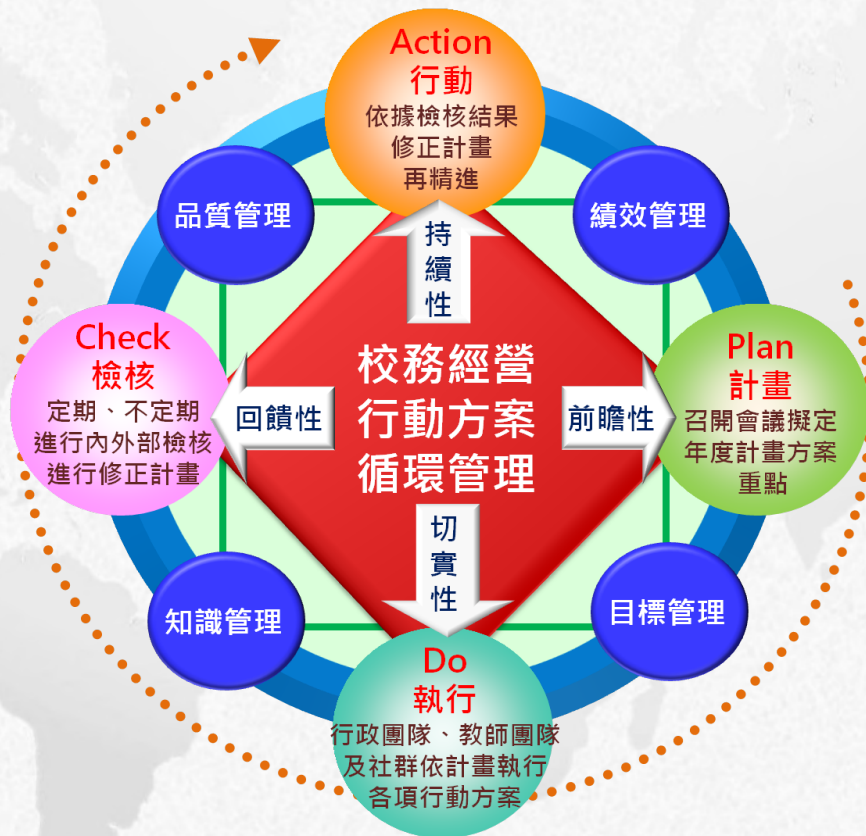 Action
行動
依據檢核結果
修正計畫
再精進
品質管理
績效管理
持續性
Check
檢核
定期、不定期
進行內外部檢核
進行修正計畫
回饋性
校務經營
行動方案
循環管理
前瞻性
Plan
計畫
召開會議擬定
年度計畫方案
重點
切實性
知識管理
目標管理
Do
執行
行政團隊、教師團隊
及社群依計畫執行
各項行動方案